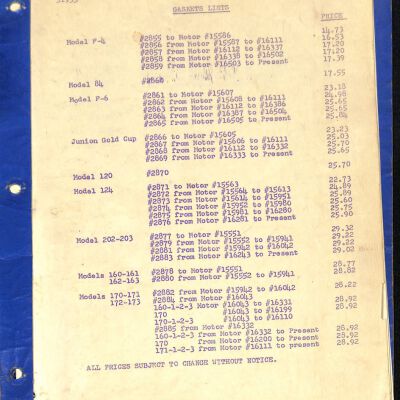 GASKETS LISTS
PRICE
Model F-4 #2855 to Motor #15586 14.73
#2856 from Motor #15587 to #16111 16.53
#2857 from Motor #16112 to #16337 17.20
#2858 from Motor #16338 to #16502 17.20
#2859 from Motor #16503 to Present 17.39
Model 84 #2860 17.55
Model F-6 #2861 to Motor #15607 23.18
#2862 from Motor #15608 to #16111 24.98
#2863 from Motor #16112 to #16386 25.65
#2864 from Motor #16387 to #16504 25.65
#2865 from Motor #16505 to Present 25.84
Junion Gold Cup #2866 to Motor #15605 23.23
#2867 from Motor #15606 to #16111 25.03
#2868 from Motor #16112 to #16332 25.70
#2869 from Motor #16333 to Present 25.65
Model 120 #2870 25.70
Model 124 #2871 to Motor #15563 22.73
#2872 from Motor #15564 to #15613 24.89
#2873 from Motor #15614 to #15951 25.89
#2874 from Motor #15952 to #15980 25.60
#2875 from Motor #15981 to #16280 25.75
#2876 from Motor #16281 to Present 25.90
Model 202-203 #2877 to Motor #15551 29.32
#2879 from Motor #15552 to #15941 29.22
#2881 from Motor #15942 to #16042 29.22
#2883 from Motor #16243 to Present 29.02
Models 160-161 #2878 to Motor #15551 28.77
162-163 #2880 from Motor #15552 to #15941 28.82
Models 170-171 #2882 from Motor #15942 to #16042 28.22
172-173 #2884 from Motor #16043
160-1-2-3 Motor #16043 to #16331 28.92
170 #16043 to #16199 28.92
170-1-2-3 #16043 to #16110 28.92
#2885 from Motor #16332
160-1-2-3 from Motor #16332 to Present 28.92
170 from Motor #16200 to Present 28.92
171-1-2-3 from Motor #16111 to present 28.92
ALL PRICES SUBJECT TO CHANGE WITHOUT NOTICE.